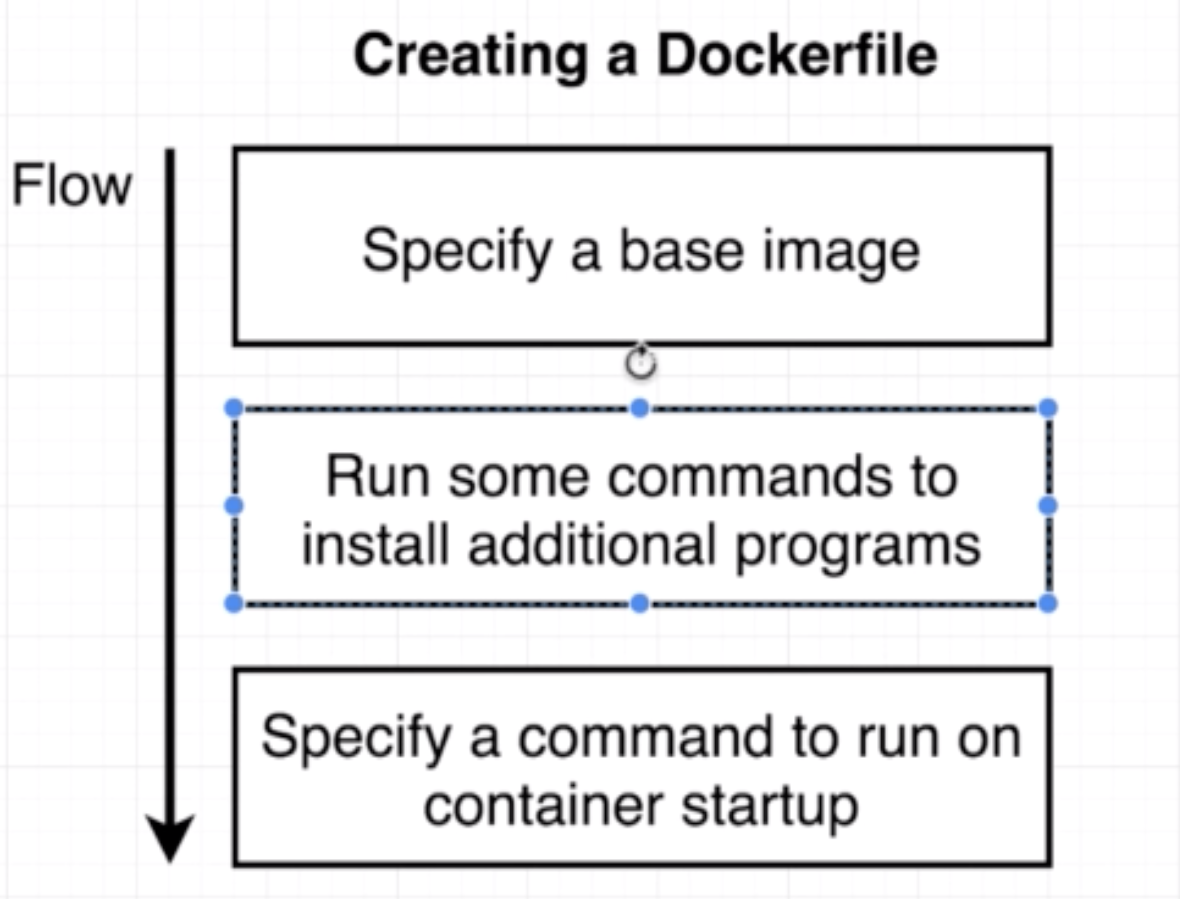 Creating a Dockerfile
Flow
Specify a base image
Run some commands to
install additional programs
Specify a command to run on
container startup